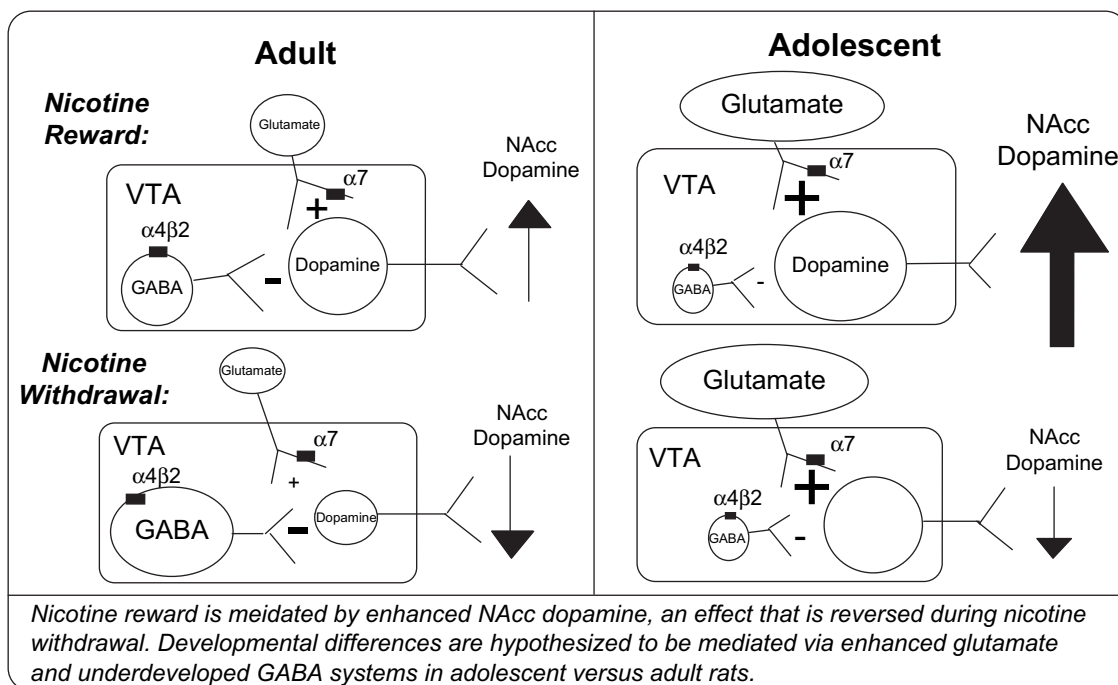 Adult
Nicotine
Reward:
Glutamate
α7
+
VTA
α4β2
GABA
-
Dopamine
NAcc
Dopamine
Nicotine
Withdrawal:
Glutamate
α7
+
VTA
α4β2
GABA
-
Dopamine
NAcc
Dopamine
Adolescent
Glutamate
α7
+
VTA
α4β2
GABA
-
Dopamine
NAcc
Dopamine
Glutamate
α7
+
VTA
α4β2
GABA
-
NAcc
Dopamine
Nicotine reward is meidated by enhanced NAcc dopamine, an effect that is reversed during nicotine
withdrawal. Developmental differences are hypothesized to be mediated via enhanced glutamate
and underdeveloped GABA systems in adolescent versus adult rats.